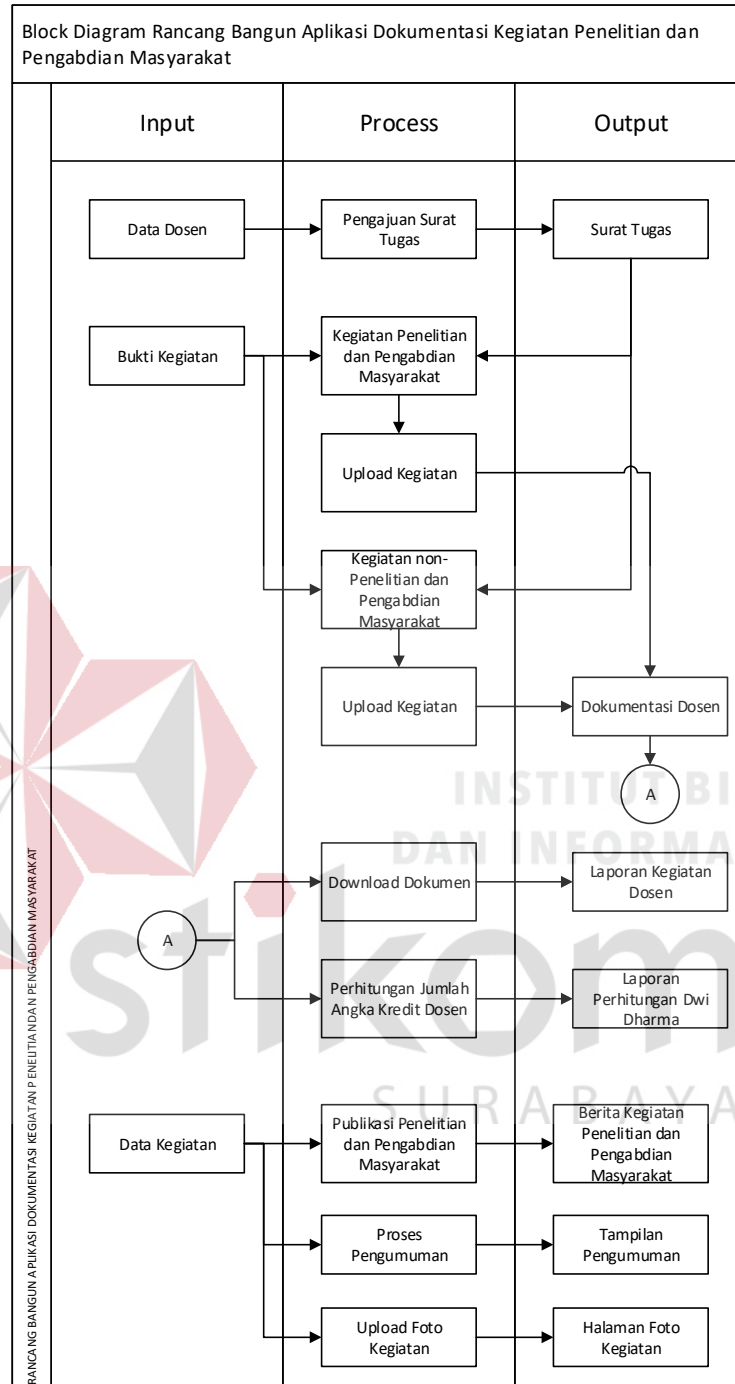 Block Diagram Rancang Bangun Aplikasi Dokumentasi Kegiatan Penelitian dan
Pengabdian Masyarakat
Input
Process
Output
Data Dosen
Pengajuan Surat
Tugas
Surat Tugas
Bukti Kegiatan
Kegiatan Penelitian
dan Pengabdian
Masyarakat
Upload Kegiatan
Kegiatan non-
Penelitian dan
Pengabdian
Masyarakat
Upload Kegiatan
Dokumentasi Dosen
A
INSTITUT BI
DAN INFORMA
Download Dokumen
Laporan Kegiatan
Dosen
A
stikom
Perhitungan Jumlah
Angka Kredit Dosen
Laporan
Perhitungan Dwi
Dharma
SURABAYA
Data Kegiatan
Publikasi Penelitian
dan Pengabdian
Masyarakat
Berita Kegiatan
Penelitian dan
Pengabdian
Masyarakat
Proses
Pengumuman
Tampilan
Pengumuman
Upload Foto
Kegiatan
Halaman Foto
Kegiatan
RANCANG BANGUN APLIKASI DOKUMENTASI KEGIATAN PENELITIAN DAN PENGABDIAN MASYARAKAT